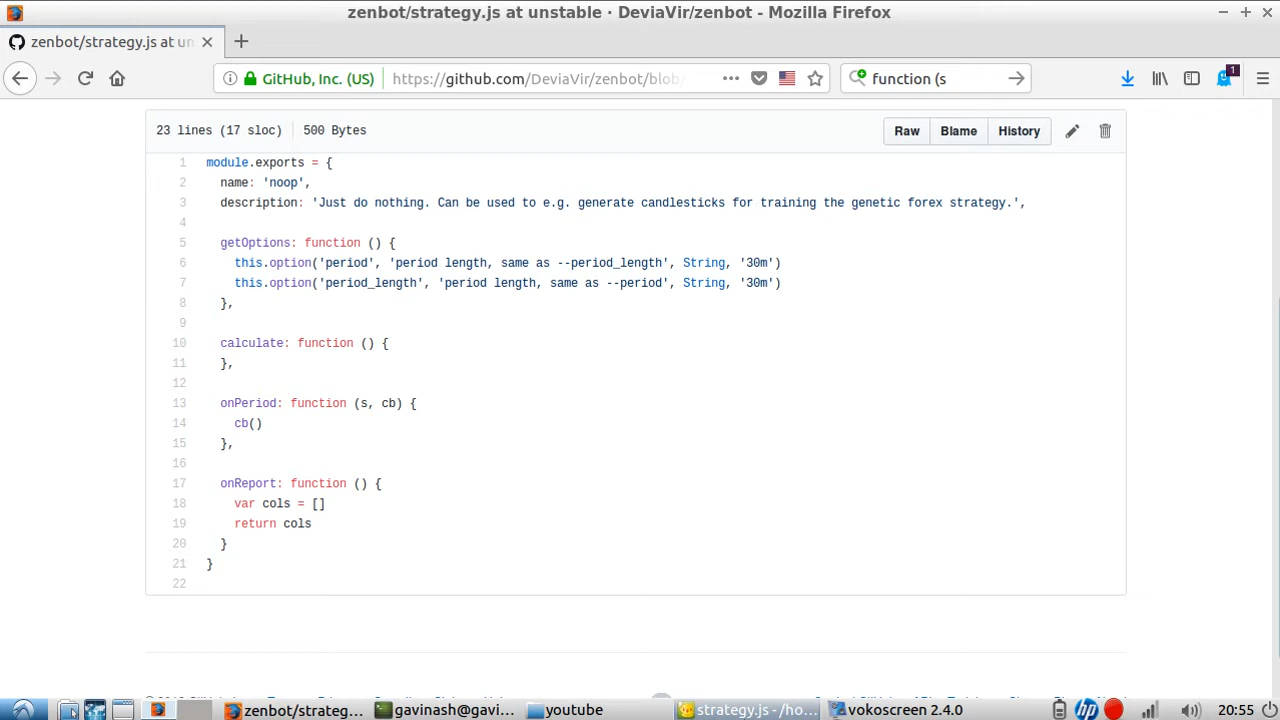 zenbot/strategy.js at unstable · DeviaVir/zenbot - Mozilla Firefox
zenbot/strategy.js at un
GitHub, Inc. (US)
https://github.com/DeviaVir/zenbot/blob/
function (s
1
23 lines (17 sloc)
500 Bytes
Raw
Blame
History
1 module.exports = {
2 name: 'noop',
3 description: 'Just do nothing. Can be used to e.g. generate candlesticks for training the genetic forex strategy.',
4
5 getOptions: function () {
6 this.option('period', 'period length, same as --period_length', String, '30m')
7 this.option('period_length', 'period length, same as --period', String, '30m')
8 },
9
10 calculate: function () {
11 },
12
13 onPeriod: function (s, cb) {
14 cb()
15 },
16
17 onReport: function () {
18 var cols = []
19 return cols
20 }
21 }
22
zenbot/strateg...
gavinash@gavi...
youtube
strategy.js - /ho...
vokoscreen 2.4.0
20:55